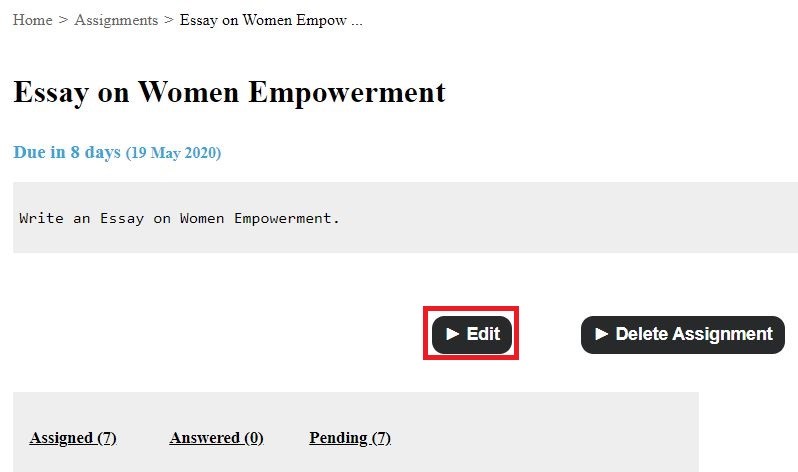 Home > Assignments > Essay on Women Empow ...
Essay on Women Empowerment
Due in 8 days (19 May 2020)
Write an Essay on Women Empowerment.
► Edit ► Delete Assignment
Assigned (7) Answered (0) Pending (7)